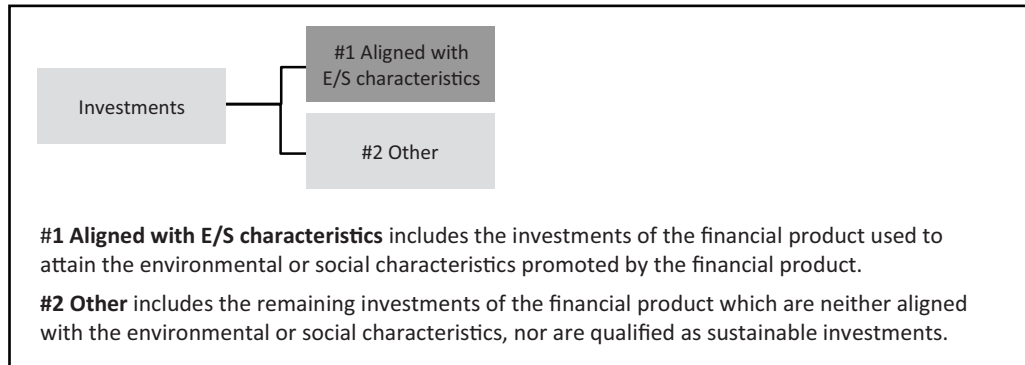 #1 Aligned with
E/S characteristics
Investments
#2 Other
#1 Aligned with E/S characteristics includes the investments of the financial product used to
attain the environmental or social characteristics promoted by the financial product.
#2 Other includes the remaining investments of the financial product which are neither aligned
with the environmental or social characteristics, nor are qualified as sustainable investments.